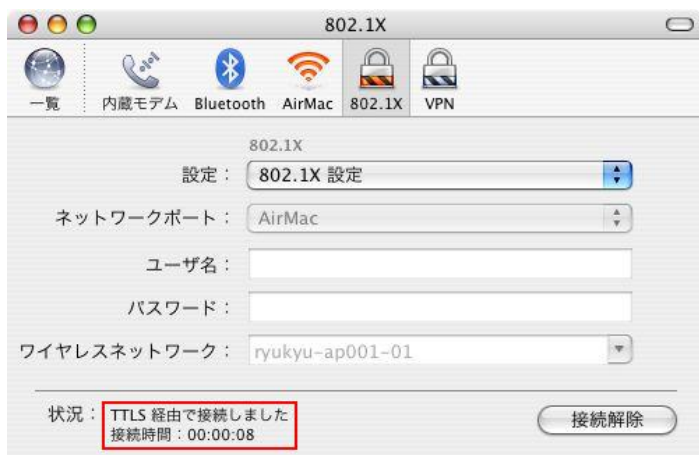 802.1X
一覧 内蔵モデム Bluetooth AirMac 802.1X VPN
802.1X
設定： 802.1X 設定
ネットワークポート： AirMac
ユーザ名：
パスワード：
ワイヤレスネットワーク： ryukyu-ap001-01
状況： TTLS 経由で接続しました
接続時間：00:00:08
接続解除